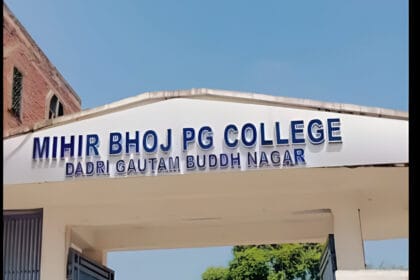 MIHIR BHOJ PG COLLEGE
DADRI GAUTAM BUDDH NAGAR